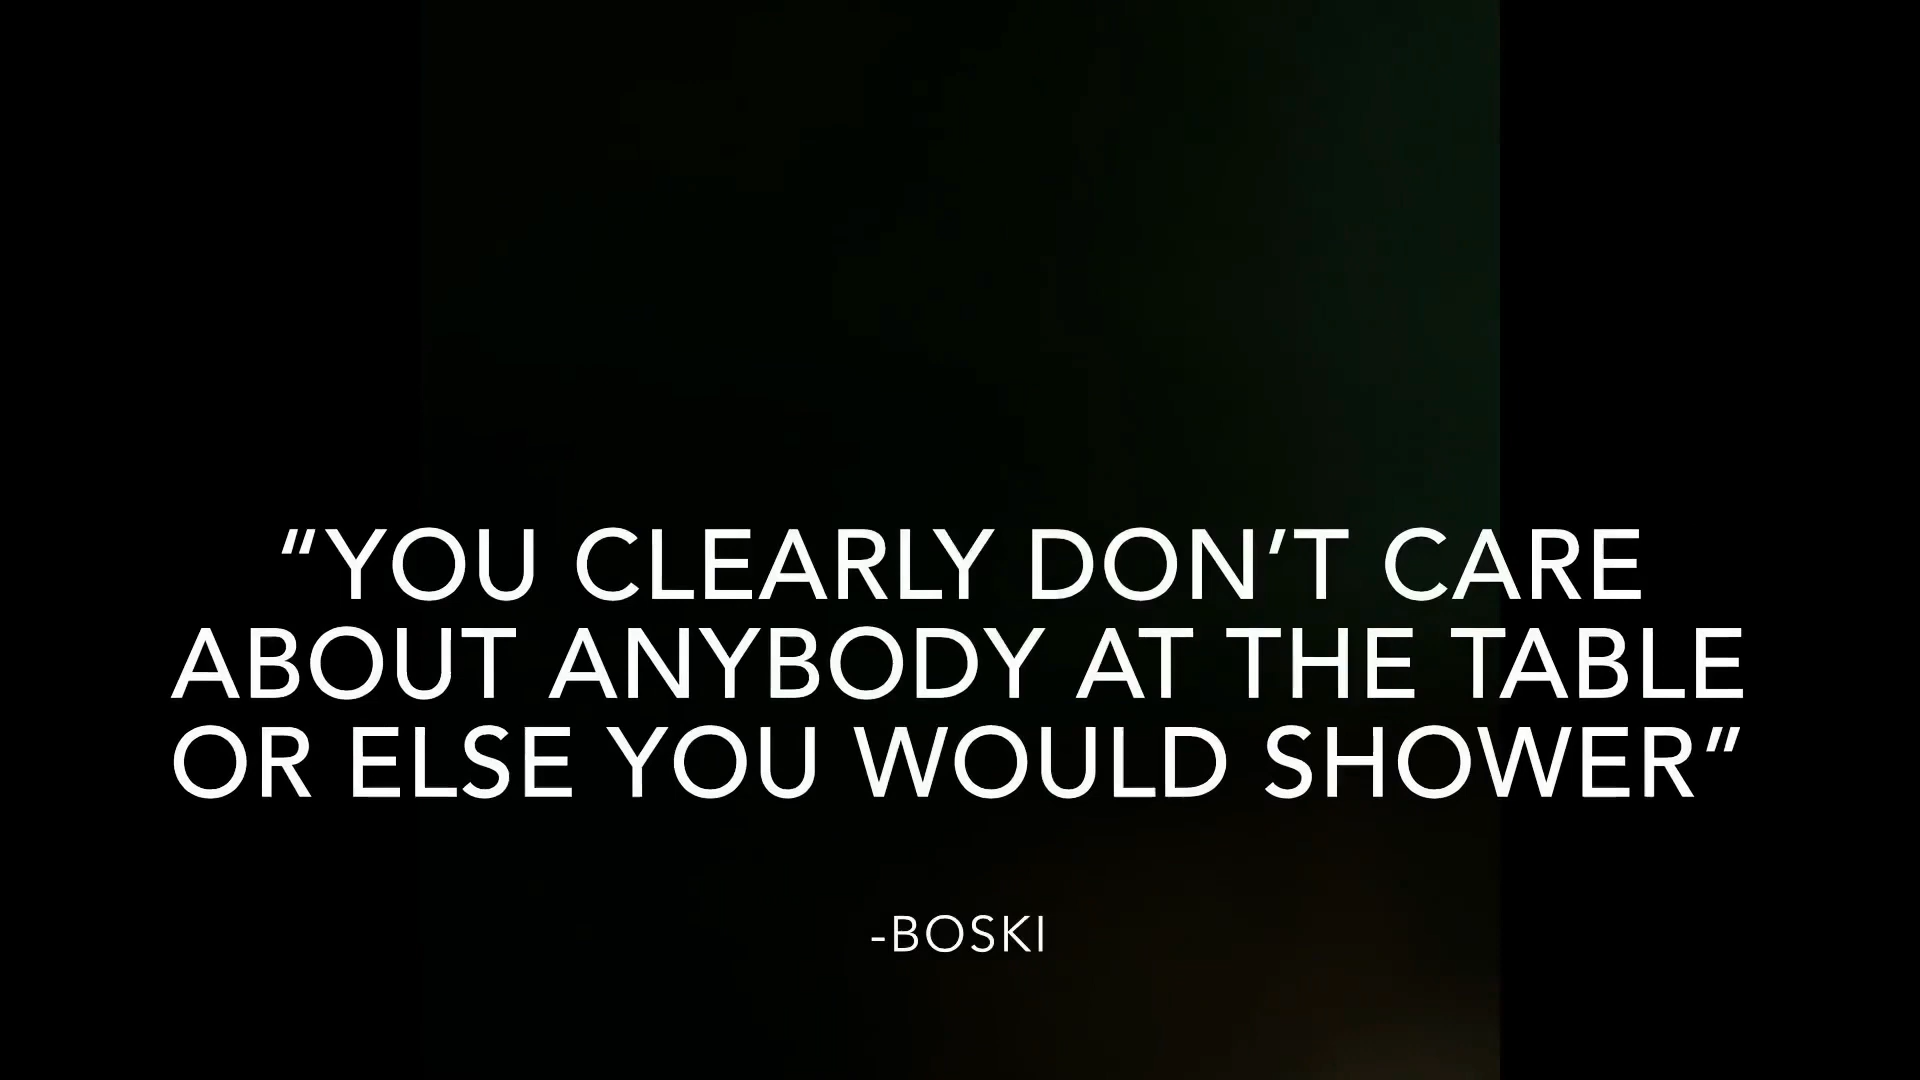 “YOU CLEARLY DON’T CARE
ABOUT ANYBODY AT THE TABLE
OR ELSE YOU WOULD SHOWER”
-BOSKI